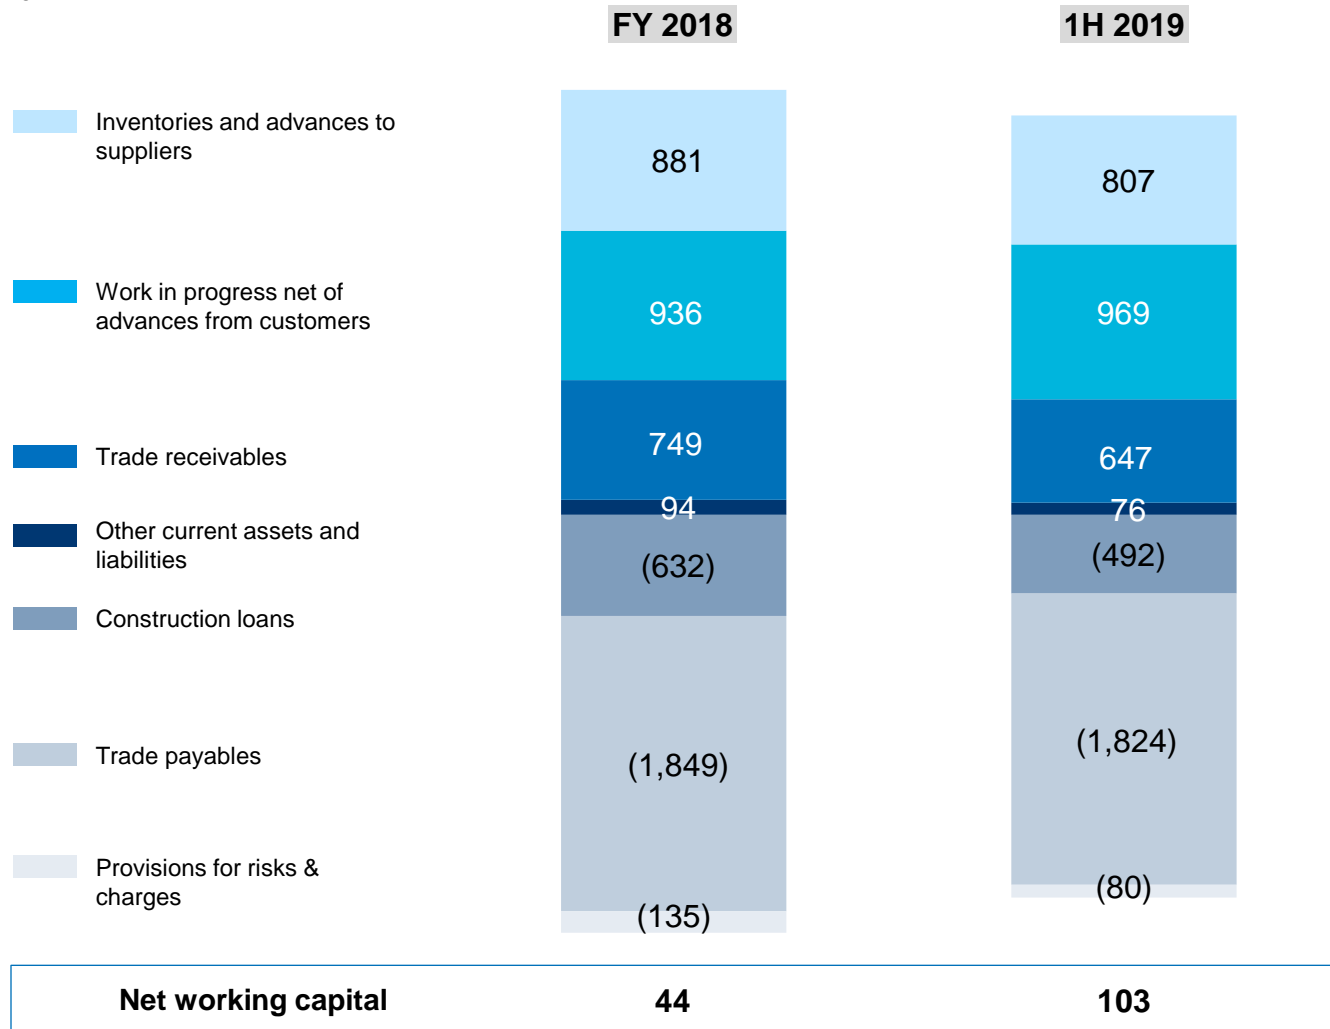 FY 2018
1H 2019
Inventories and advances to
suppliers
881
807
Work in progress net of
advances from customers
936
969
Trade receivables
749
647
Other current assets and
liabilities
94
76
Construction loans
(632)
(492)
Trade payables
(1,849)
(1,824)
Provisions for risks &
charges
(135)
(80)
Net working capital
44
103